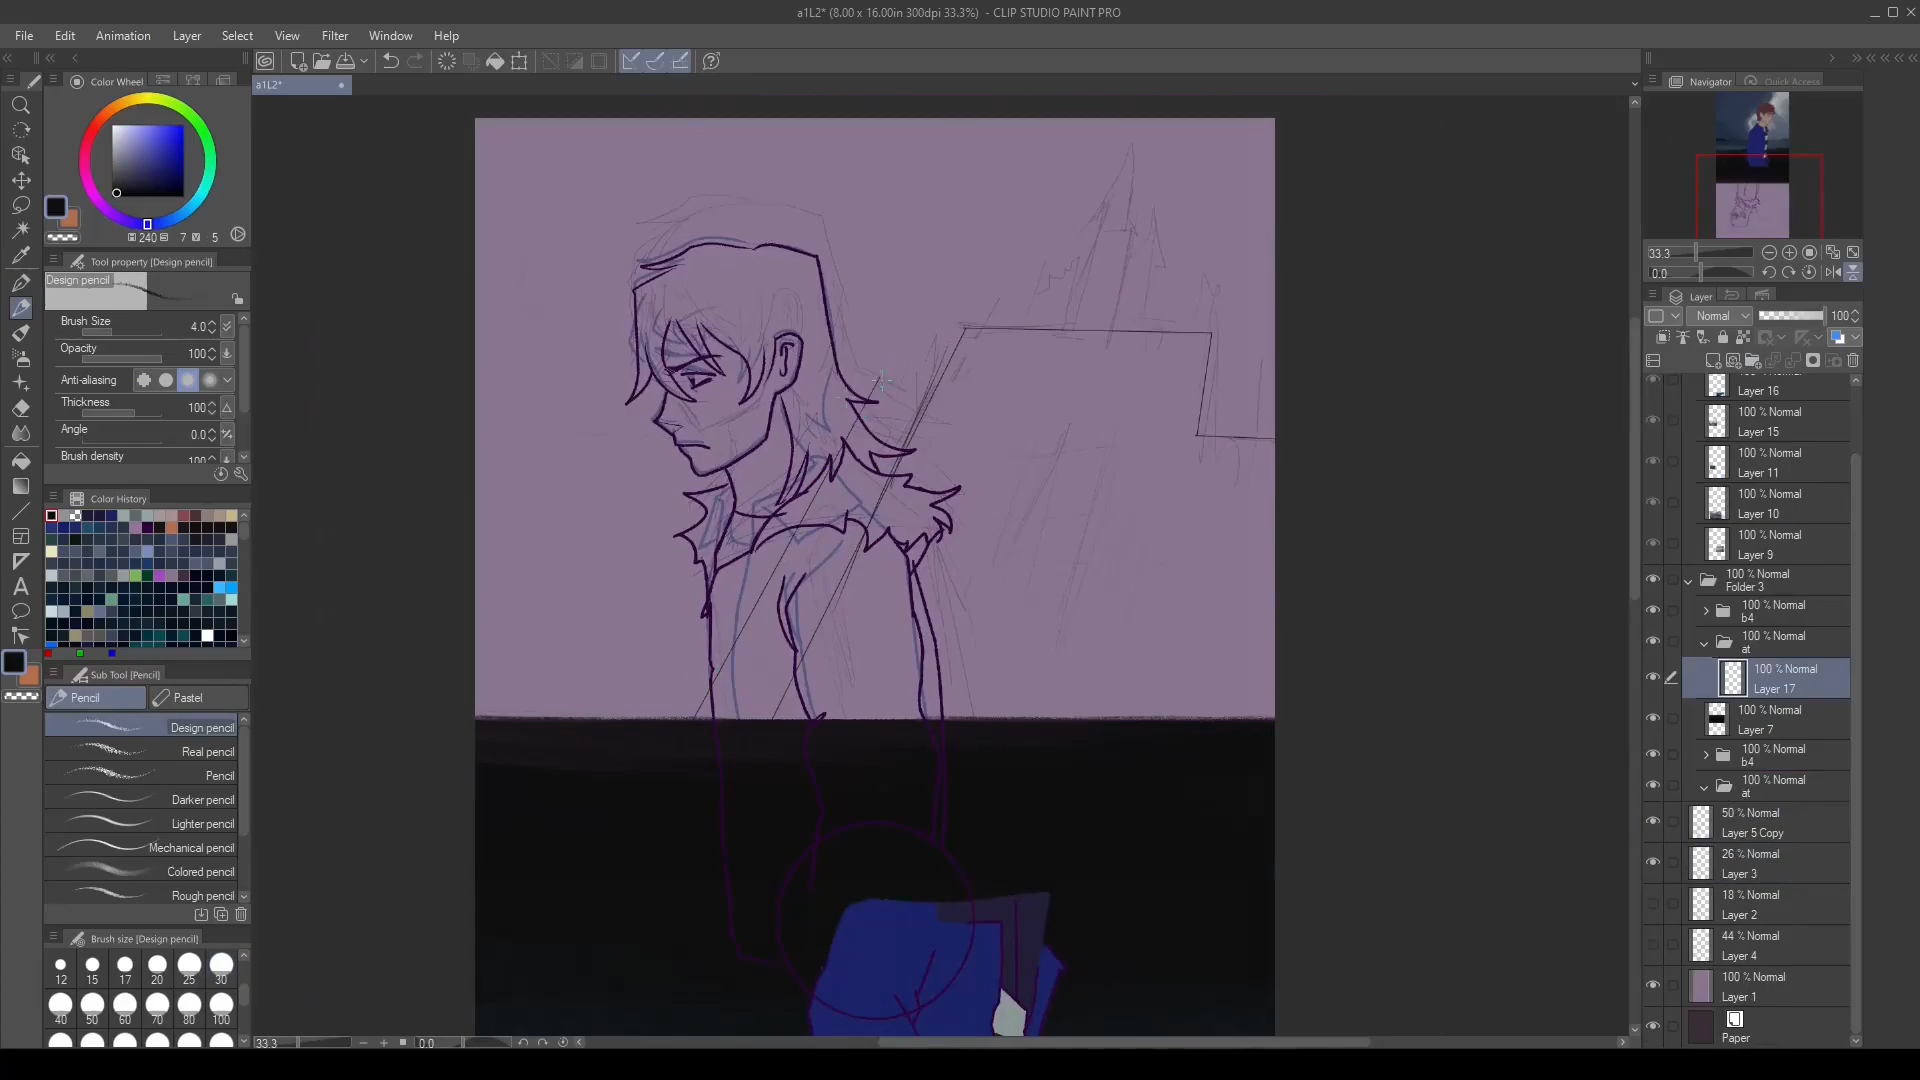 a1L2* (8.00 x 16.00in 300dpi 33.3%) - CLIP STUDIO PAINT PRO
File Edit Animation Layer Select View Filter Window Help
Color Wheel
a1L2*
Navigator
Quick Access
240 7 V 5
Tool property [Design pencil]
Design pencil
Brush Size 4.0
Opacity 100
Anti-aliasing
Thickness 100
Angle 0.0
Brush density 100
Color History
Sub Tool [Pencil]
Pencil Pastel
Design pencil
Real pencil
Pencil
Darker pencil
Lighter pencil
Mechanical pencil
Colored pencil
Rough pencil
Brush size [Design pencil]
12 15 17 20 25 30
40 50 60 70 80 100
33.3 0.0
33.3
0.0
Layer
Normal 100
Layer 16
100 % Normal
Layer 15
100 % Normal
Layer 11
100 % Normal
Layer 10
100 % Normal
Layer 9
100 % Normal
Folder 3
100 % Normal
b4
100 % Normal
at
100 % Normal
Layer 17
100 % Normal
Layer 7
100 % Normal
b4
100 % Normal
at
50 % Normal
Layer 5 Copy
26 % Normal
Layer 3
18 % Normal
Layer 2
44 % Normal
Layer 4
100 % Normal
Layer 1
Paper